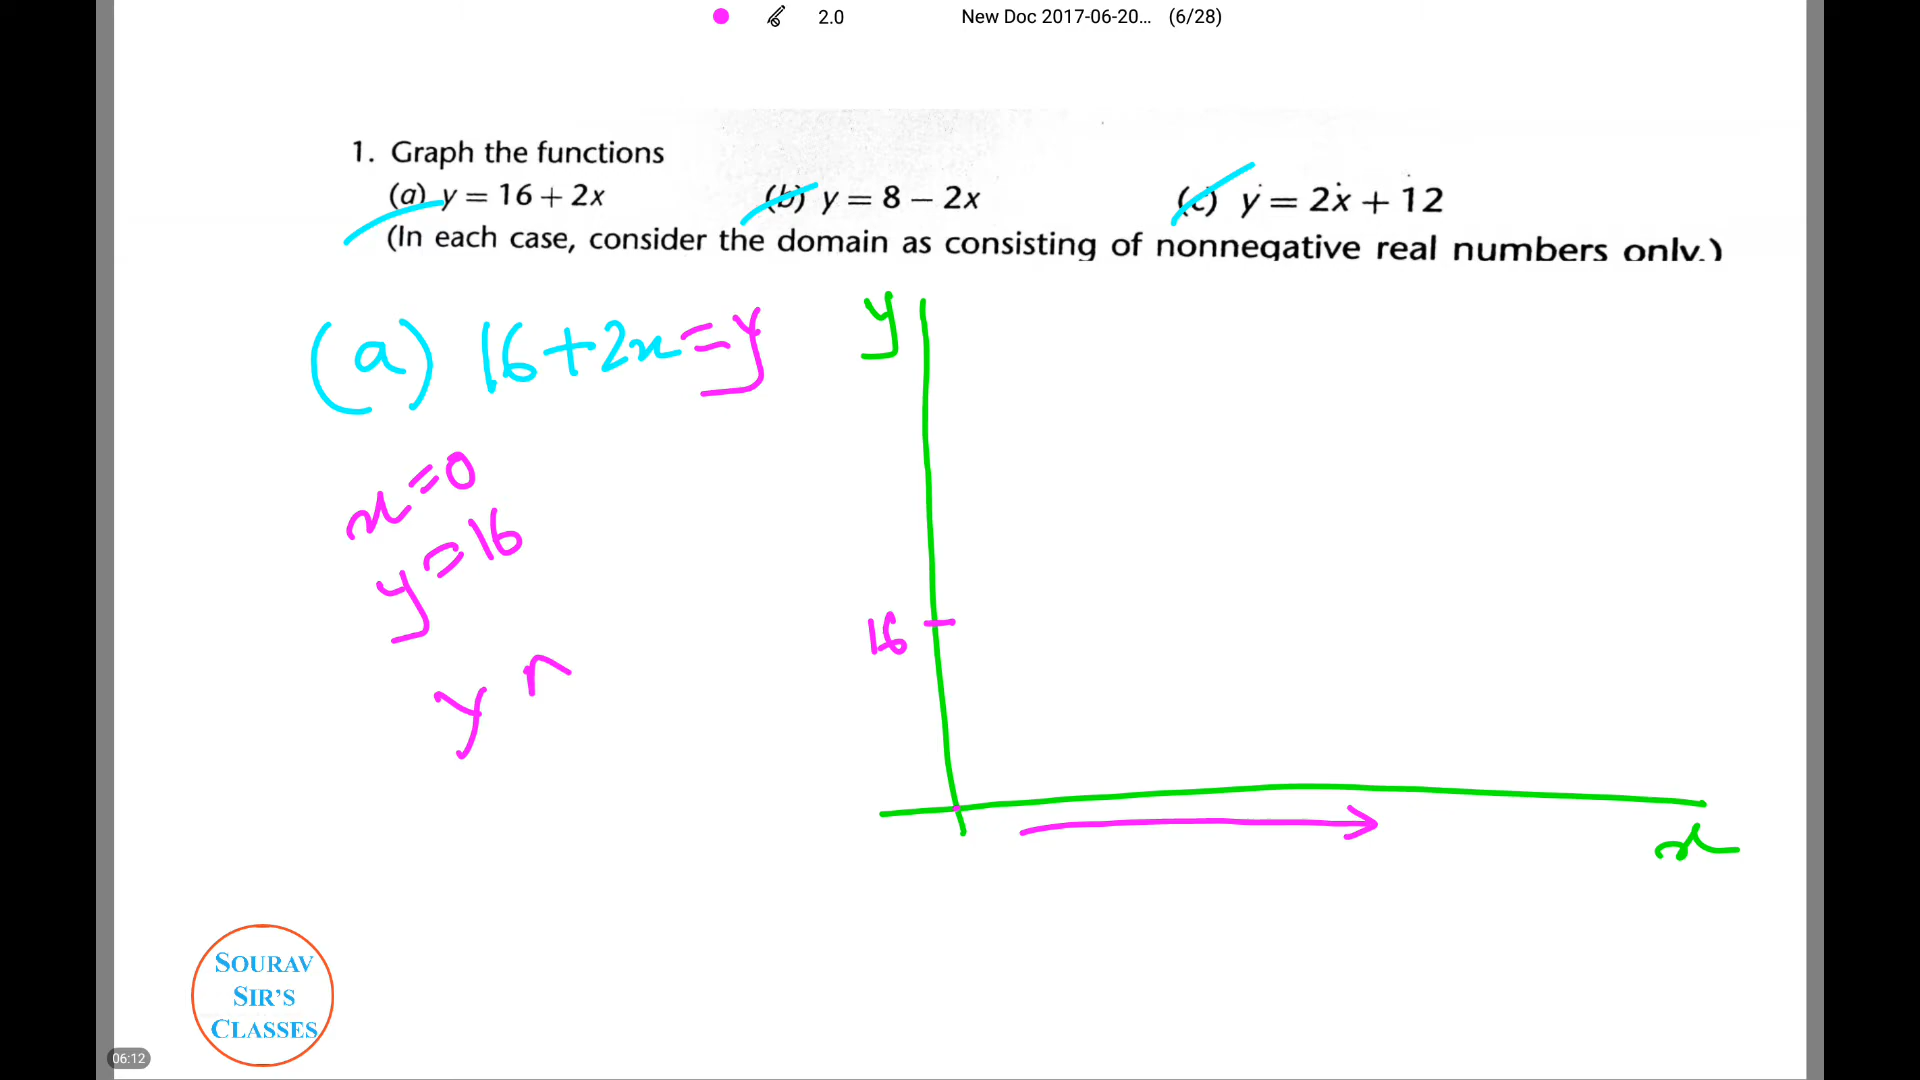 2.0 New Doc 2017-06-20... (6/28)
1. Graph the functions
(a) y = 16 + 2x (b) y = 8 – 2x (c) y = 2x + 12
(In each case, consider the domain as consisting of nonnegative real numbers only.)
(a) 16+2x=y
y
x=0
y=16
16
y
x
SOURAV
SIR'S
CLASSES
06:12